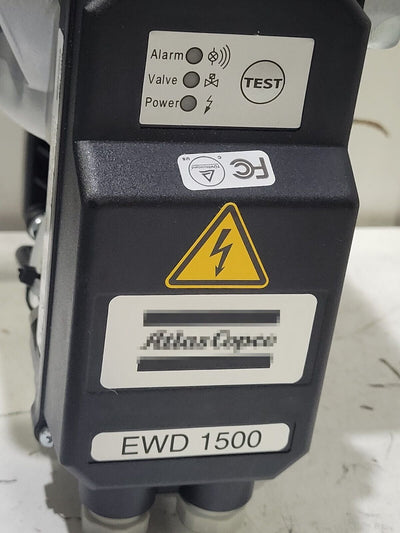 Alarm
Valve
Power
TEST
FC
Atlas Copco
EWD 1500